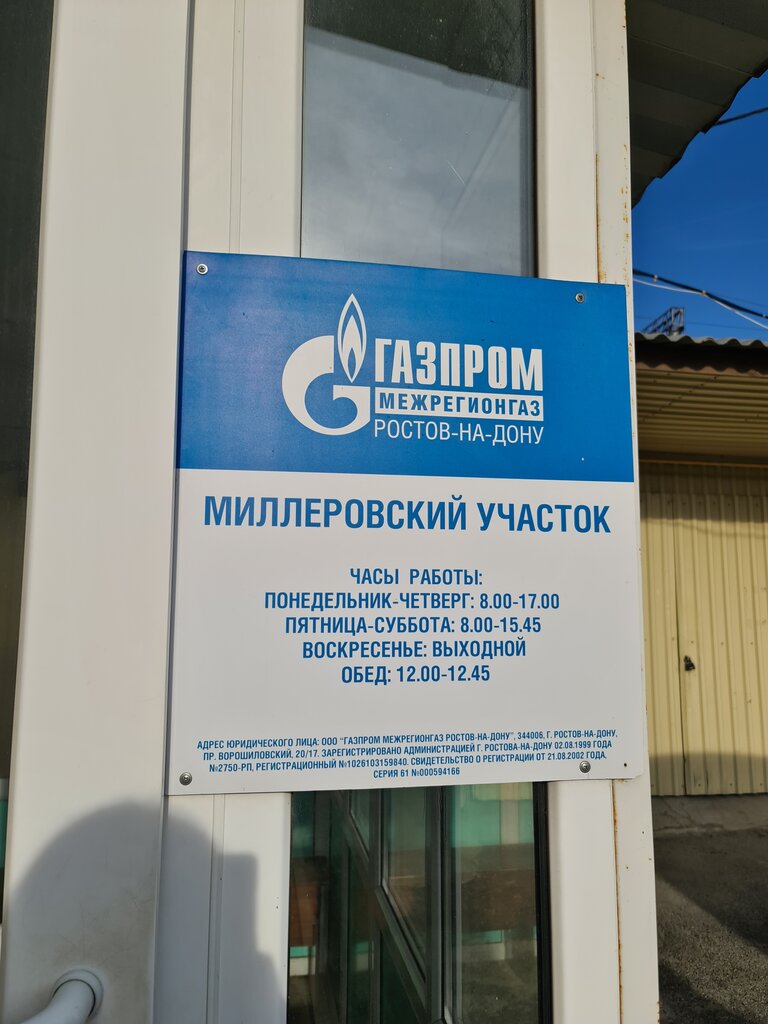 ГАЗПРОМ
МЕЖРЕГИОНГАЗ
РОСТОВ-НА-ДОНУ
МИЛЛЕРОВСКИЙ УЧАСТОК
ЧАСЫ РАБОТЫ:
ПОНЕДЕЛЬНИК-ЧЕТВЕРГ: 8.00-17.00
ПЯТНИЦА-СУББОТА: 8.00-15.45
ВОСКРЕСЕНЬЕ: ВЫХОДНОЙ
ОБЕД: 12.00-12.45
АДРЕС ЮРИДИЧЕСКОГО ЛИЦА: ООО "ГАЗПРОМ МЕЖРЕГИОНГАЗ РОСТОВ-НА-ДОНУ", 344006, Г. РОСТОВ-НА-ДОНУ,
ПР. ВОРОШИЛОВСКИЙ, 20/17. ЗАРЕГИСТРИРОВАНО АДМИНИСТРАЦИЕЙ Г. РОСТОВА-НА-ДОНУ 02.08.1999 ГОДА
№2750-РП, РЕГИСТРАЦИОННЫЙ №1026103159840. СВИДЕТЕЛЬСТВО О РЕГИСТРАЦИИ ОТ 21.08.2002 ГОДА,
СЕРИЯ 61 №000594166